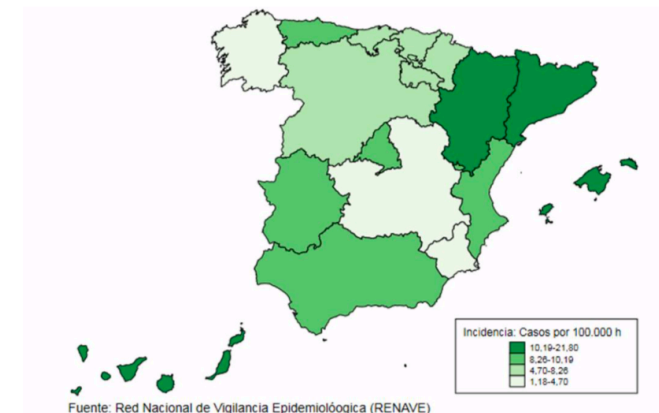 Incidencia: Casos por 100.000 h
10,19-21,80
8,26-10,19
4,70-8,26
1,18-4,70
Fuente: Red Nacional de Vigilancia Epidemiolóogica (RENAVE)